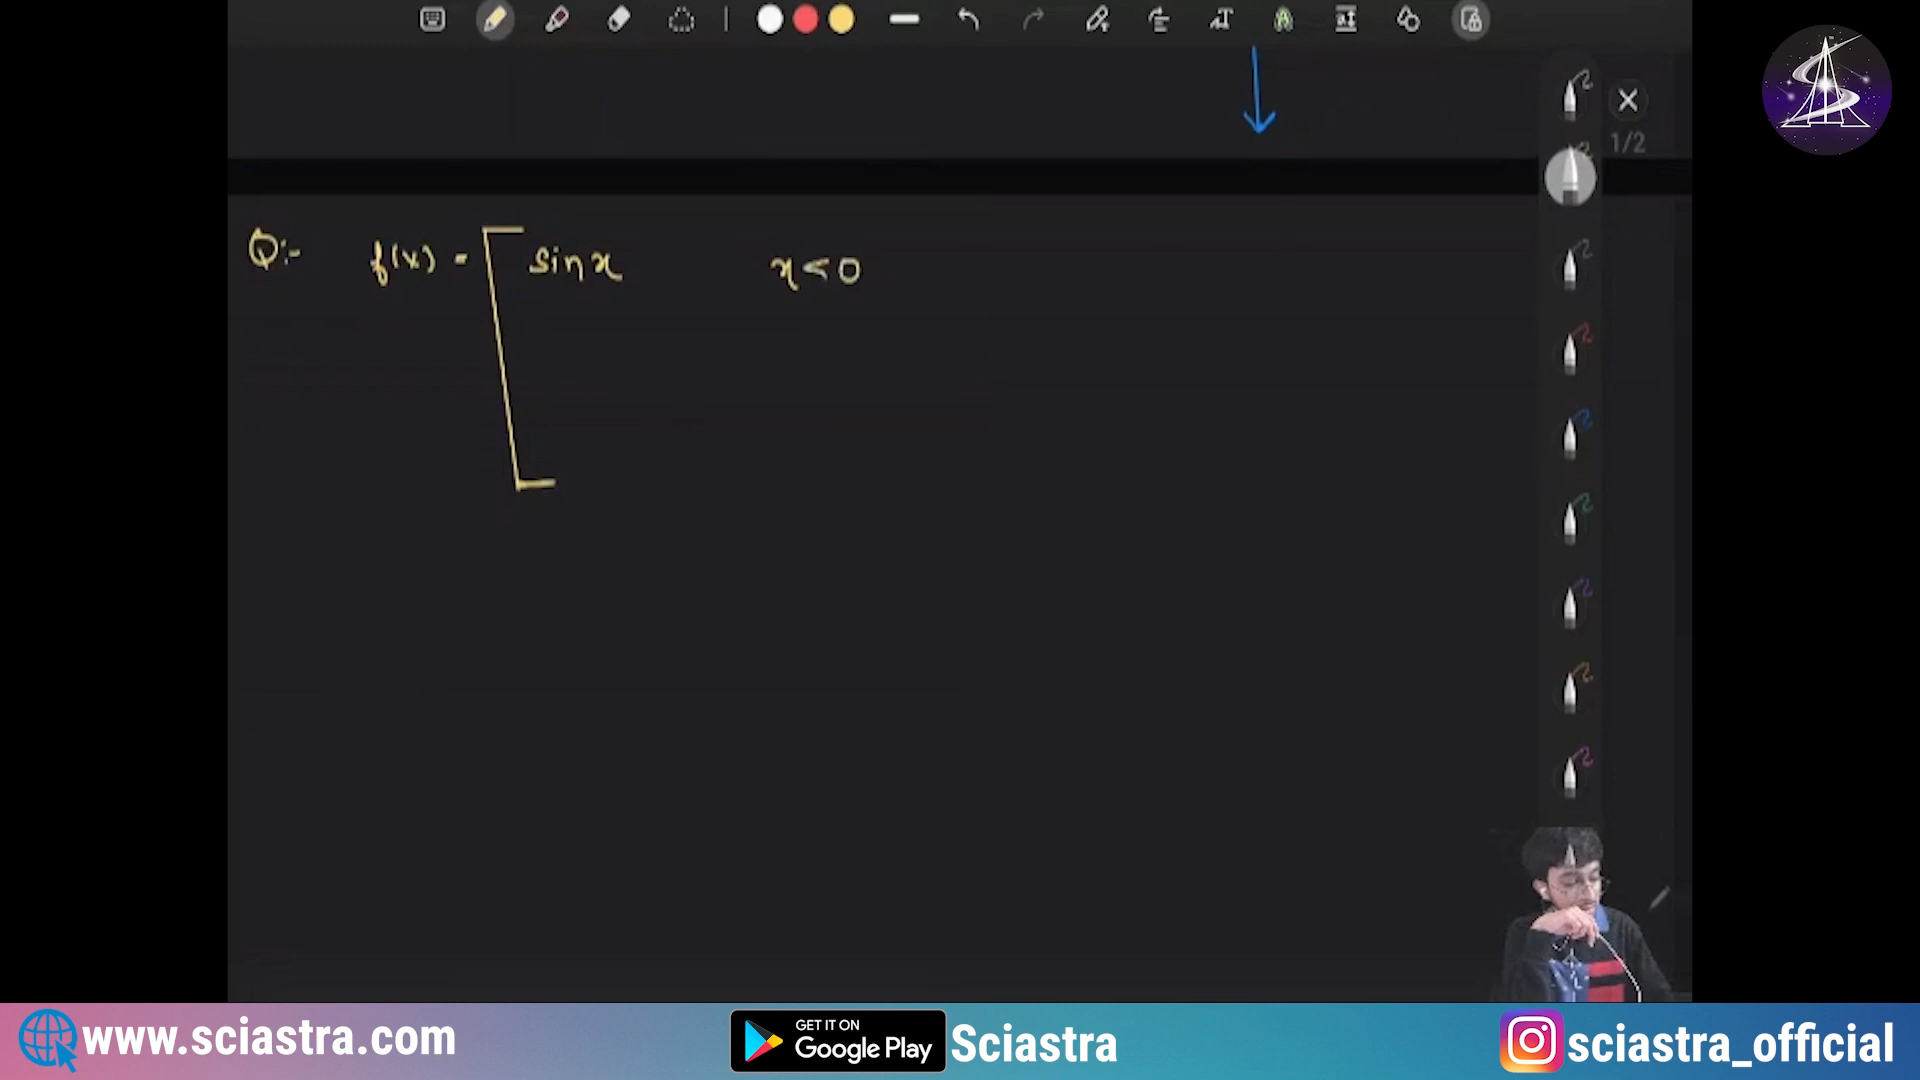 1/2
Q:- f(x) = sin x x < 0
www.sciastra.com
GET IT ON
Google Play
Sciastra
sciastra_official